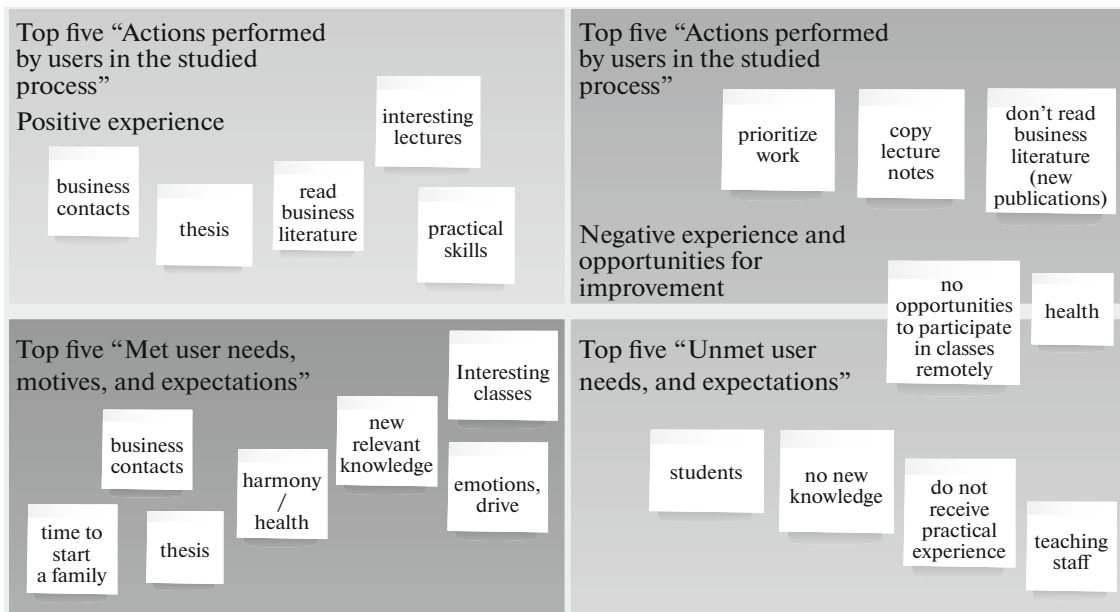 Top five “Actions performed
by users in the studied
process”
Positive experience
interesting
lectures
business
contacts
thesis
read
business
literature
practical
skills
Top five “Actions performed
by users in the studied
process”
prioritize
work
copy
lecture
notes
don’t read
business
literature
(new
publications)
Negative experience and
opportunities for
improvement
no
opportunities
to participate
in classes
remotely
health
Top five “Met user needs,
motives, and expectations”
Interesting
classes
business
contacts
new
relevant
knowledge
harmony
/
health
emotions,
drive
time to
start
a family
thesis
Top five “Unmet user
needs, and expectations”
students
no new
knowledge
do not
receive
practical
experience
teaching
staff